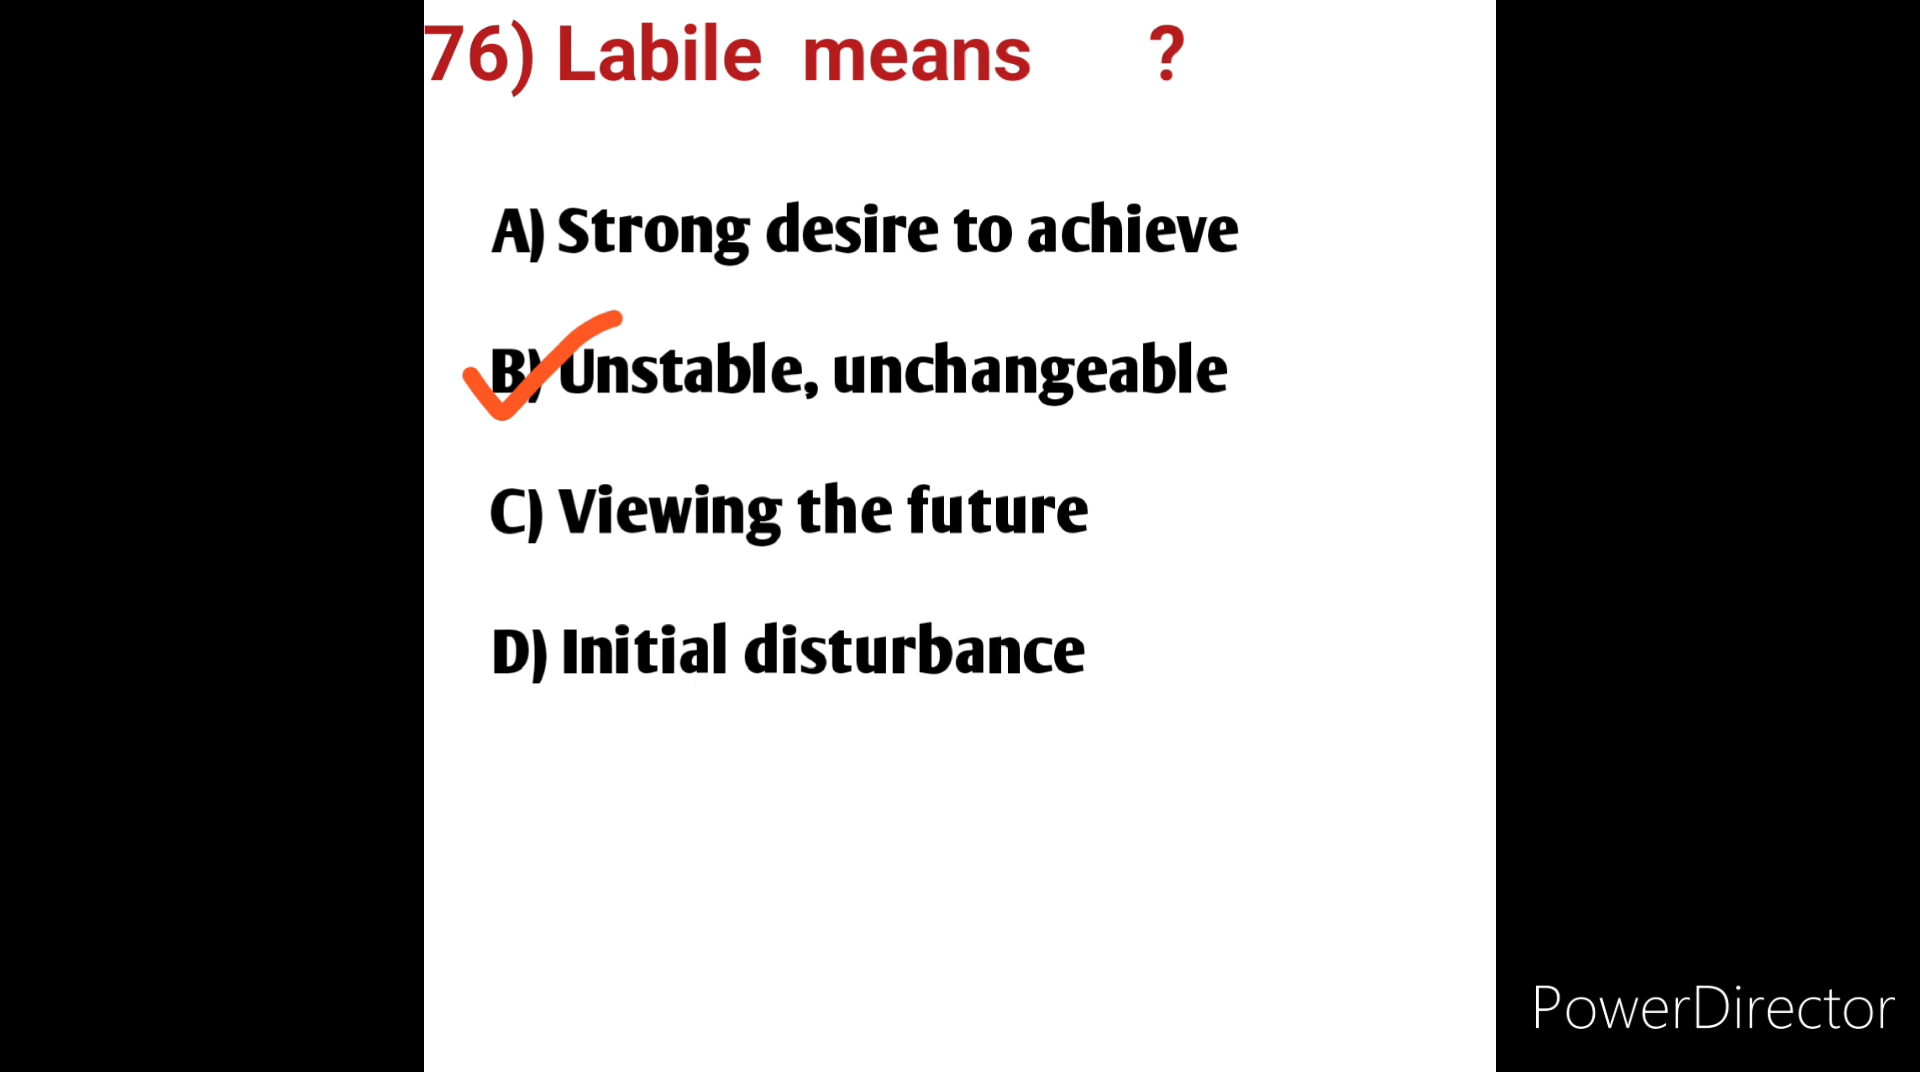 76) Labile means ?
A) Strong desire to achieve
B) Unstable, unchangeable
C) Viewing the future
D) Initial disturbance
PowerDirector